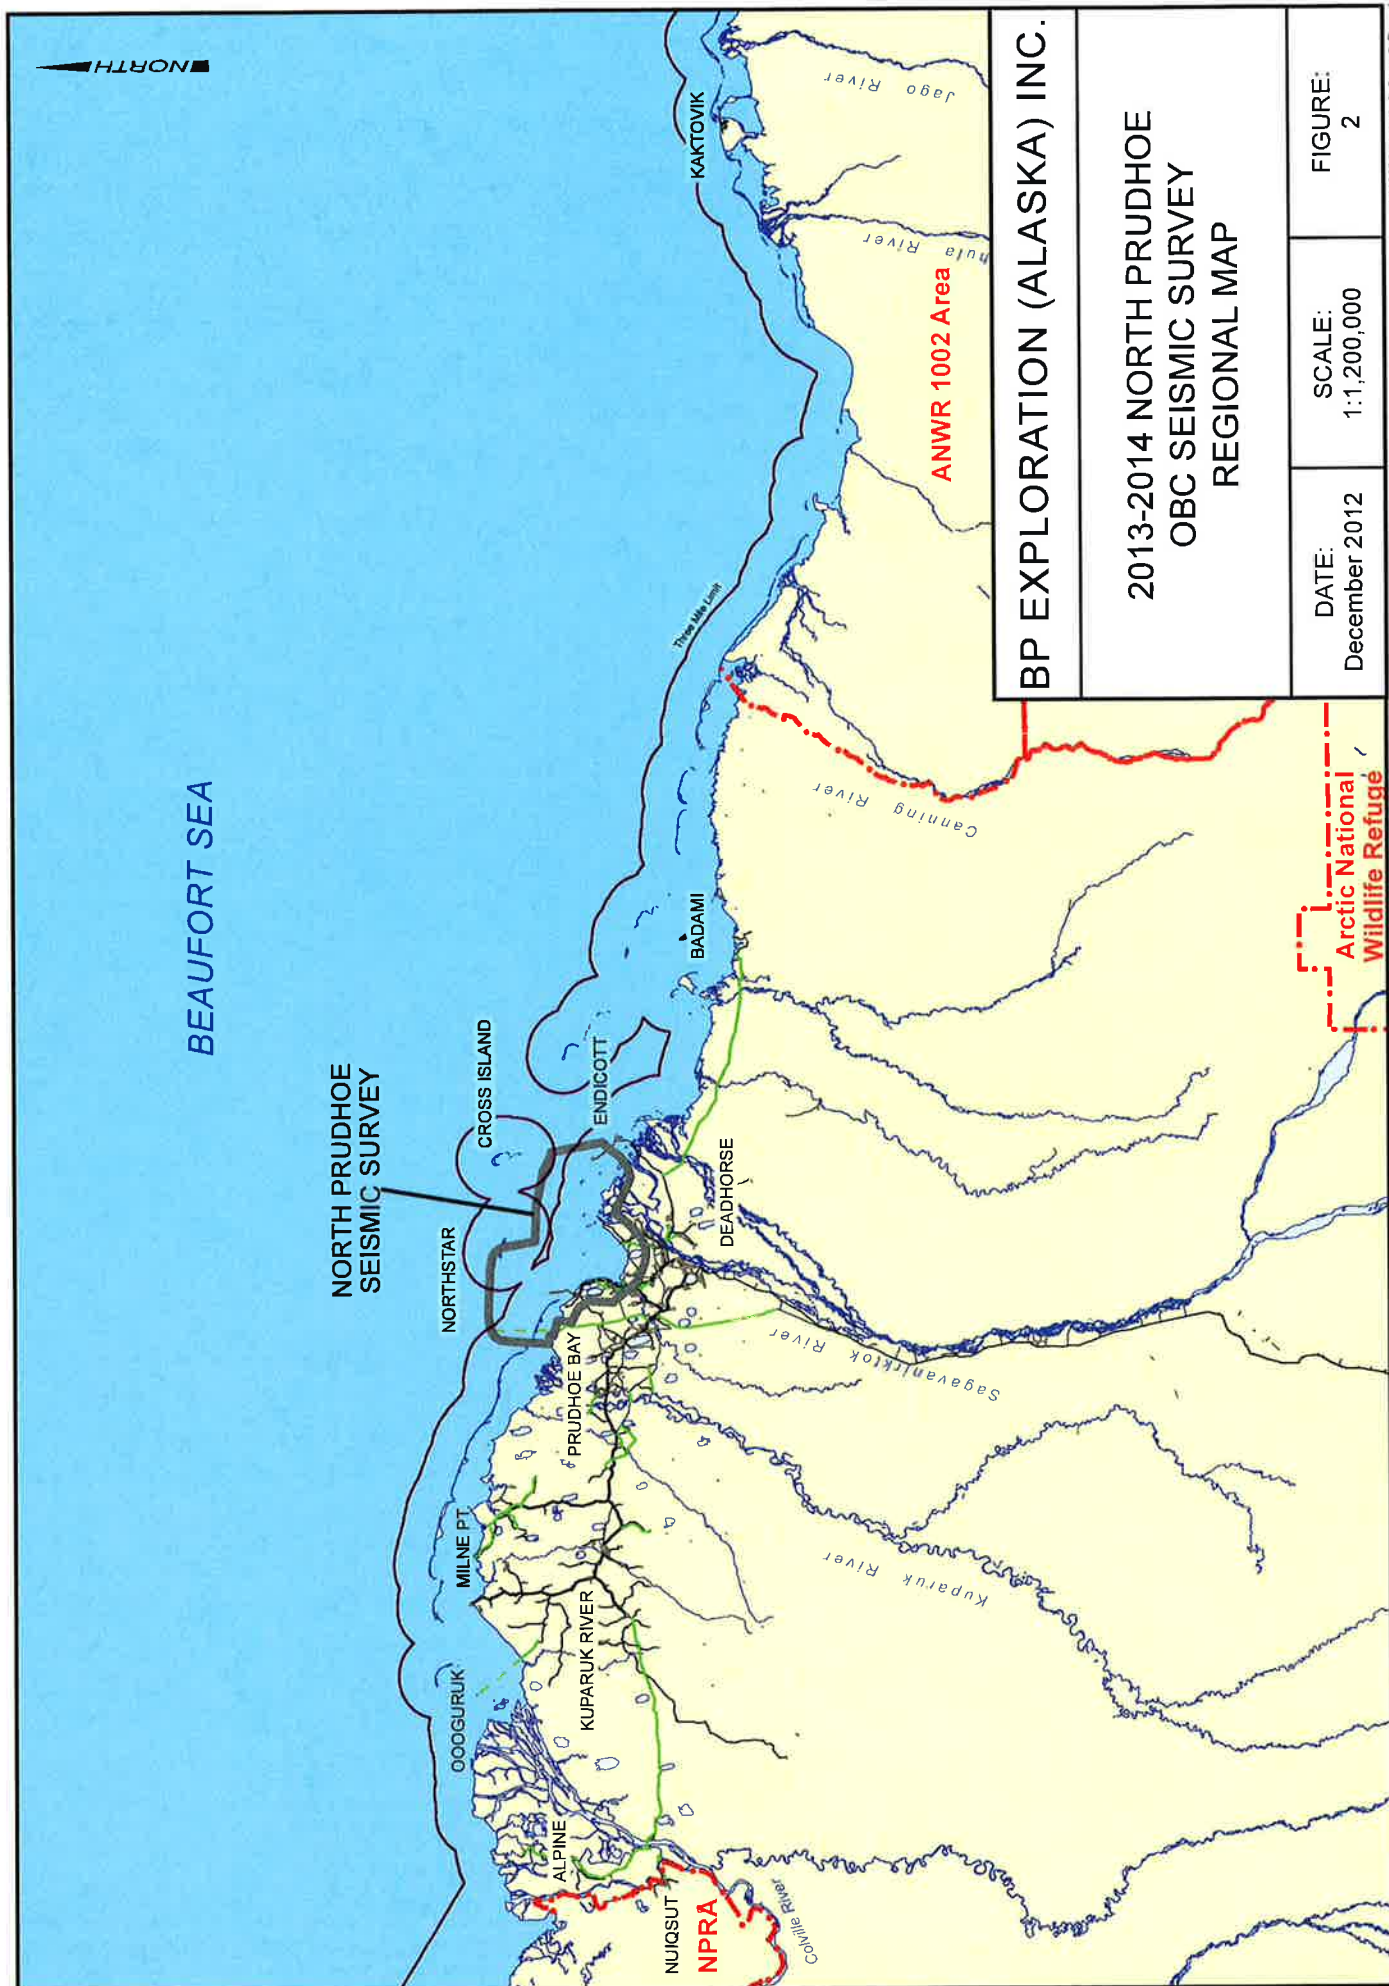 NORTH
BEAUFORT SEA
NORTH PRUDHOE
SEISMIC SURVEY
CROSS ISLAND
NORTHSTAR
ENDICOTT
OOOGURUK
MILNE PT.
PRUDHOE BAY
KUPARUK RIVER
ALPINE
NUIQSUT
NPRA
Colville River
Kuparuk River
Sagavanirktok River
DEADHORSE
BADAMI
Three Mile Limit
Canning River
KAKTOVIK
Jago River
hula River
ANWR 1002 Area
Arctic National
Wildlife Refuge
BP EXPLORATION (ALASKA) INC.
2013-2014 NORTH PRUDHOE
OBC SEISMIC SURVEY
REGIONAL MAP
DATE:
December 2012
SCALE:
1:1,200,000
FIGURE:
2